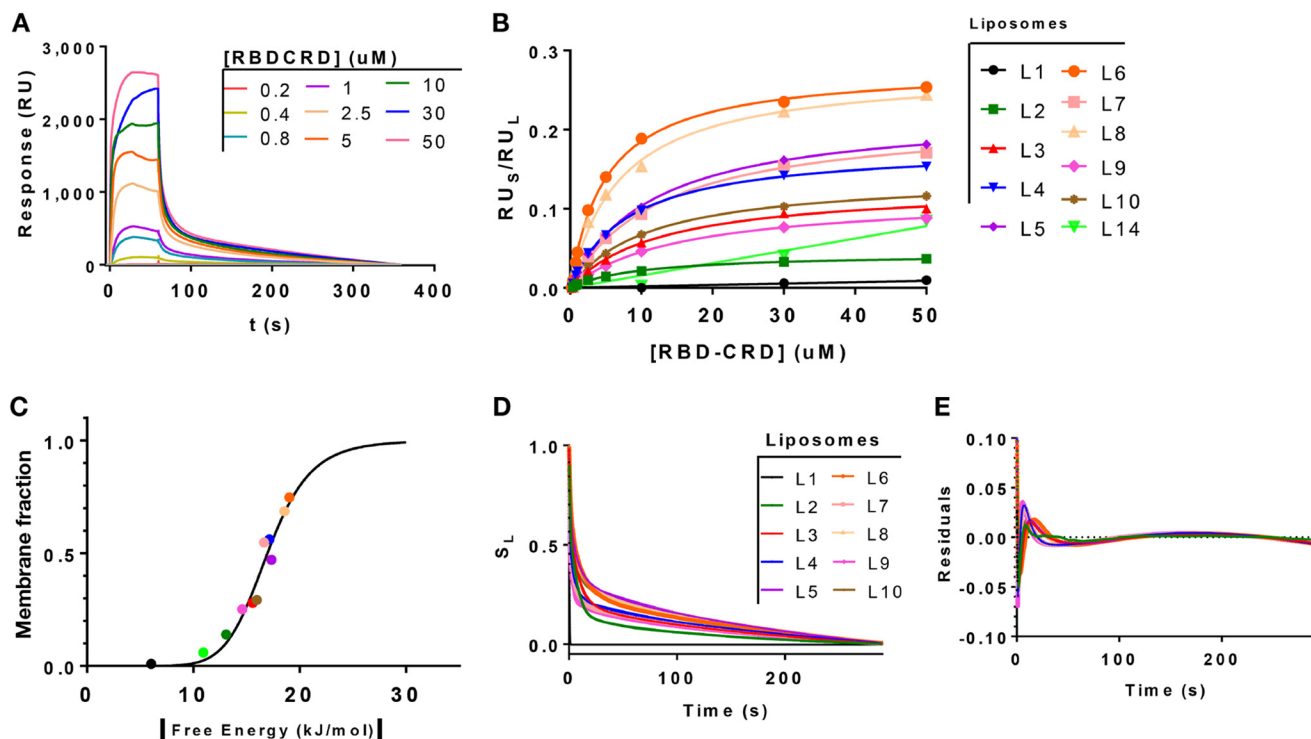 A
[RBDCRD] (uM)
0.2 1 10
0.4 2.5 30
0.8 5 50
Response (RU)
3,000
2,000
1,000
0
0 100 200 300 400
t (s)
B
RUS/RUL
0.3
0.2
0.1
0.0
0 10 20 30 40 50
[RBD-CRD] (uM)
Liposomes
L1 L6
L2 L7
L3 L8
L4 L9
L5 L10
L14
C
Membrane fraction
1.0
0.5
0.0
0 10 20 30
|Free Energy (kJ/mol)|
D
SL
1.0
0.5
0.0
0 100 200
Time (s)
Liposomes
L1 L6
L2 L7
L3 L8
L4 L9
L5 L10
E
Residuals
0.10
0.05
0.00
-0.05
-0.10
0 100 200
Time (s)